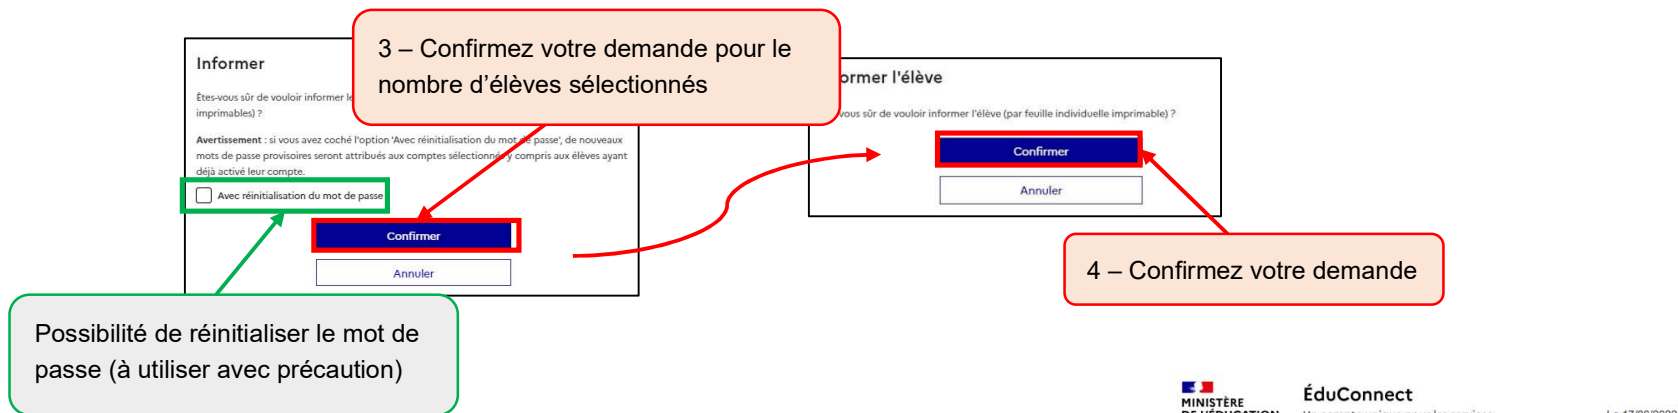 3 – Confirmez votre demande pour le
nombre d'élèves sélectionnés
Informer
Êtes-vous sûr de vouloir informer
imprimables) ?
Avertissement : si vous avez coché l'option 'Avec réinitialisation du mot de passe', de nouveaux
mots de passe provisoires seront attribués aux comptes sélectionnés y compris aux élèves ayant
déjà activé leur compte.
Avec réinitialisation du mot de passe
Confirmer
Annuler
Possibilité de réinitialiser le mot de
passe (à utiliser avec précaution)
ormer l'élève
vous sûr de vouloir informer l'élève (par feuille individuelle imprimable) ?
Confirmer
Annuler
4 – Confirmez votre demande
MINISTÈRE
DE L'ÉDUCATION
ÉduConnect